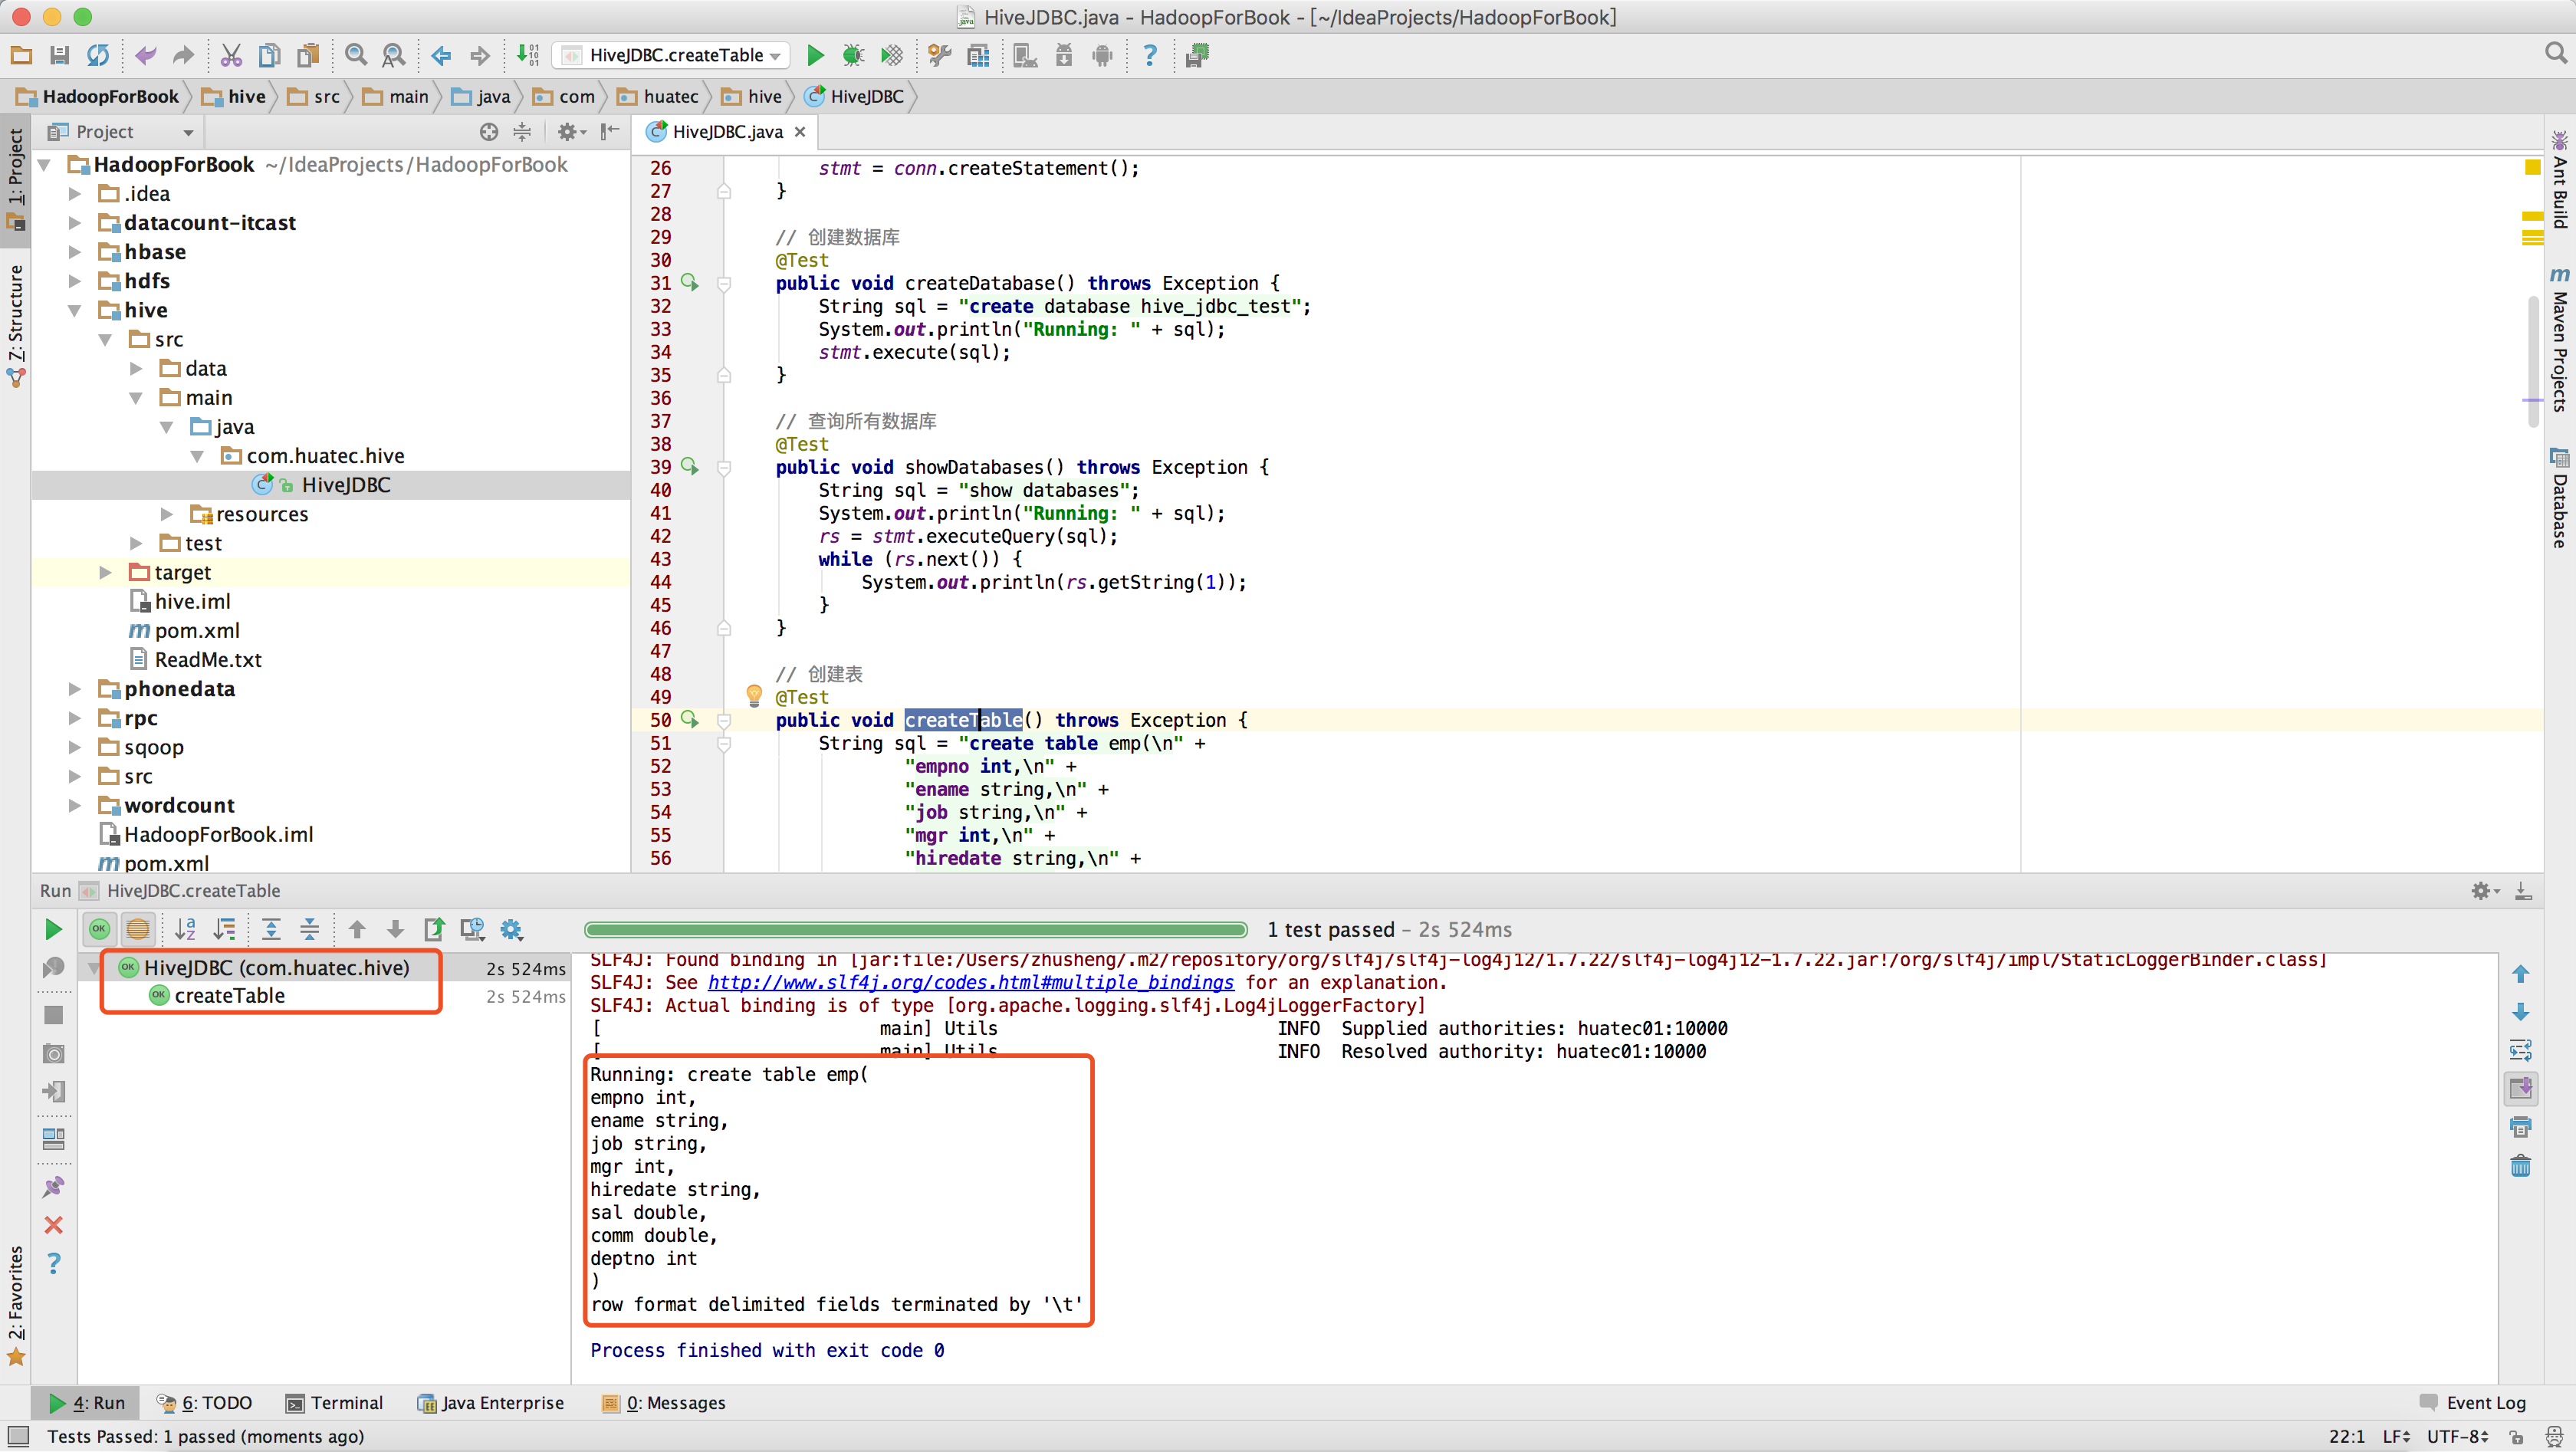 HiveJDBC.java - HadoopForBook - [~/IdeaProjects/HadoopForBook]
HiveJDBC.createTable
HadoopForBook hive src main java com huatec hive HiveJDBC
1: Project
Z: Structure
2: Favorites
Project
HadoopForBook ~/IdeaProjects/HadoopForBook
.idea
datacount-itcast
hbase
hdfs
hive
src
data
main
java
com.huatec.hive
HiveJDBC
resources
test
target
hive.iml
pom.xml
ReadMe.txt
phonedata
rpc
sqoop
src
wordcount
HadoopForBook.iml
pom.xml
HiveJDBC.java
26 stmt = conn.createStatement();
27 }
28
29 // 创建数据库
30 @Test
31 public void createDatabase() throws Exception {
32 String sql = "create database hive_jdbc_test";
33 System.out.println("Running: " + sql);
34 stmt.execute(sql);
35 }
36
37 // 查询所有数据库
38 @Test
39 public void showDatabases() throws Exception {
40 String sql = "show databases";
41 System.out.println("Running: " + sql);
42 rs = stmt.executeQuery(sql);
43 while (rs.next()) {
44 System.out.println(rs.getString(1));
45 }
46 }
47
48 // 创建表
49 @Test
50 public void createTable() throws Exception {
51 String sql = "create table emp(\n" +
52 "empno int,\n" +
53 "ename string,\n" +
54 "job string,\n" +
55 "mgr int,\n" +
56 "hiredate string,\n" +
Ant Build
Maven Projects
Database
Run HiveJDBC.createTable
1 test passed – 2s 524ms
HiveJDBC (com.huatec.hive) 2s 524ms
createTable 2s 524ms
SLF4J: Found binding in [jar:file:/Users/zhusheng/.m2/repository/org/slf4j/slf4j-log4j12/1.7.22/slf4j-log4j12-1.7.22.jar!/org/slf4j/impl/StaticLoggerBinder.class]
SLF4J: See http://www.slf4j.org/codes.html#multiple_bindings for an explanation.
SLF4J: Actual binding is of type [org.apache.logging.slf4j.Log4jLoggerFactory]
[ main] Utils INFO Supplied authorities: huatec01:10000
[ main] Utils INFO Resolved authority: huatec01:10000
Running: create table emp(
empno int,
ename string,
job string,
mgr int,
hiredate string,
sal double,
comm double,
deptno int
)
row format delimited fields terminated by '\t'
Process finished with exit code 0
4: Run 6: TODO Terminal Java Enterprise 0: Messages Event Log
Tests Passed: 1 passed (moments ago) 22:1 LF UTF-8